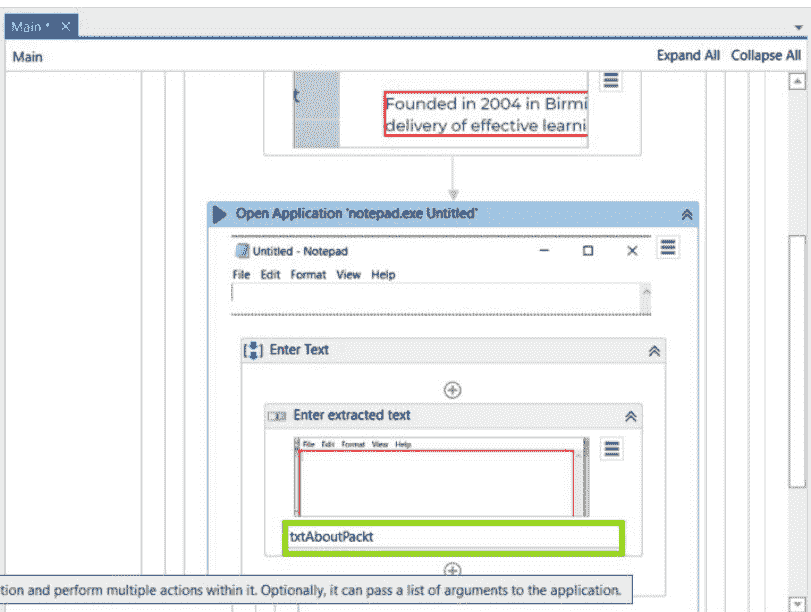 Main *
Main
Expand All Collapse All
t
Founded in 2004 in Birmi
delivery of effective learni
Open Application 'notepad.exe Untitled'
Untitled - Notepad
File Edit Format View Help
Enter Text
Enter extracted text
File Edit Format View Help
txtAboutPackt
tion and perform multiple actions within it. Optionally, it can pass a list of arguments to the application.